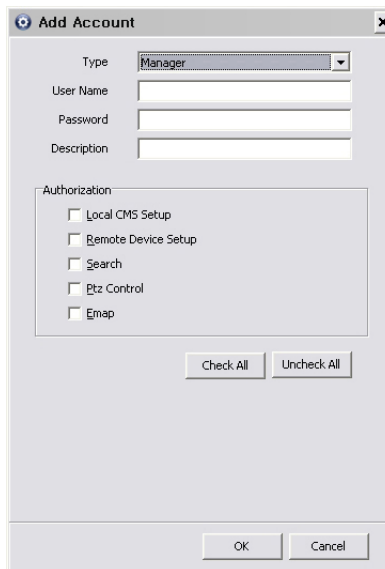 Add Account
Type Manager
User Name
Password
Description
Authorization
Local CMS Setup
Remote Device Setup
Search
Ptz Control
Emap
Check All Uncheck All
OK Cancel